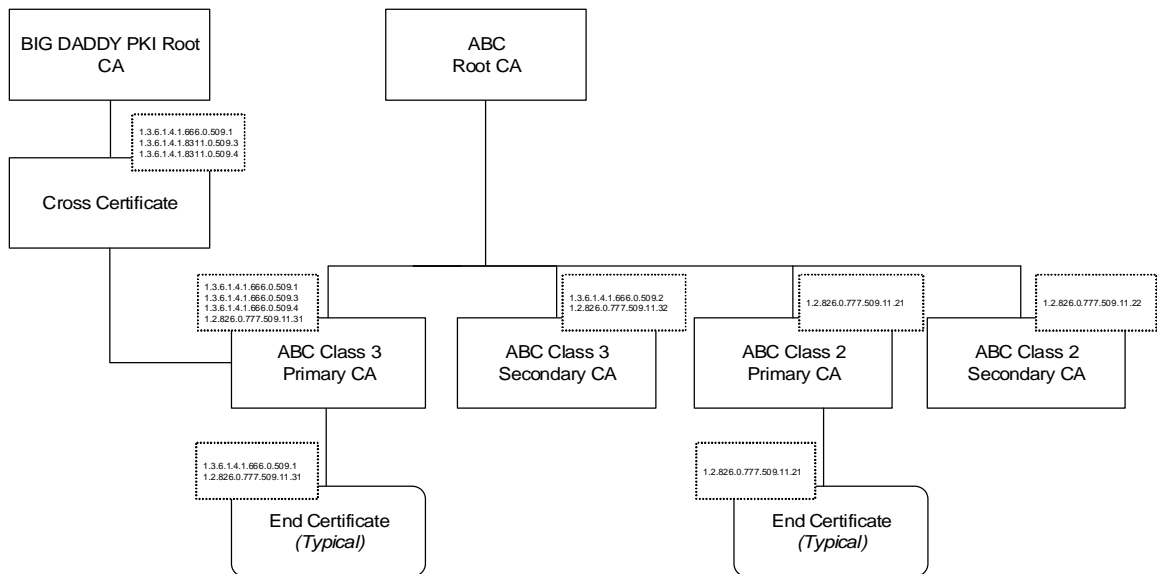 BIG DADDY PKI Root
CA
ABC
Root CA
1.3.6.1.4.1.666.0.509.1
1.3.6.1.4.1.8311.0.509.3
1.3.6.1.4.1.8311.0.509.4
Cross Certificate
1.3.6.1.4.1.666.0.509.1
1.3.6.1.4.1.666.0.509.3
1.3.6.1.4.1.666.0.509.4
1.2.826.0.777.509.11.31
ABC Class 3
Primary CA
1.3.6.1.4.1.666.0.509.2
1.2.826.0.777.509.11.32
ABC Class 3
Secondary CA
1.2.826.0.777.509.11.21
ABC Class 2
Primary CA
1.2.826.0.777.509.11.22
ABC Class 2
Secondary CA
1.3.6.1.4.1.666.0.509.1
1.2.826.0.777.509.11.31
End Certificate
(Typical)
1.2.826.0.777.509.11.21
End Certificate
(Typical)